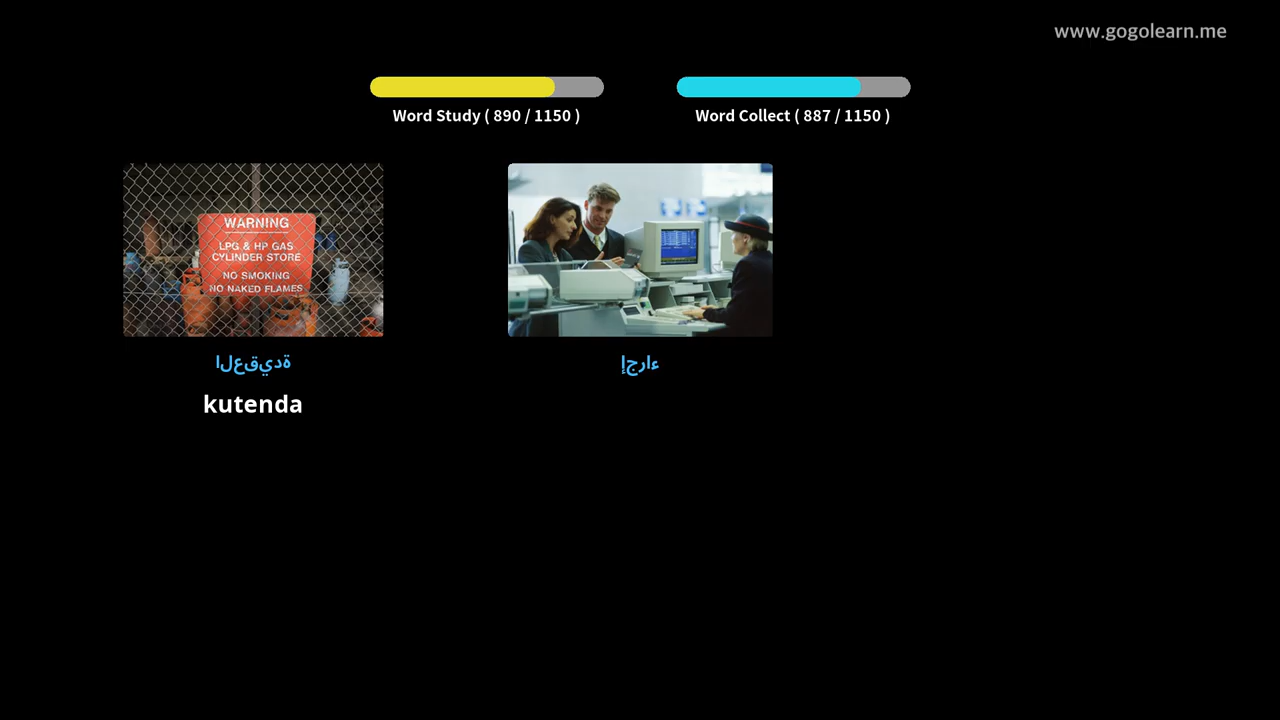 www.gogolearn.me
Word Study ( 890 / 1150 )
Word Collect ( 887 / 1150 )
WARNING
LPG & HP GAS
CYLINDER STORE
NO SMOKING
NO NAKED FLAMES
العقيدة
إجراء
kutenda